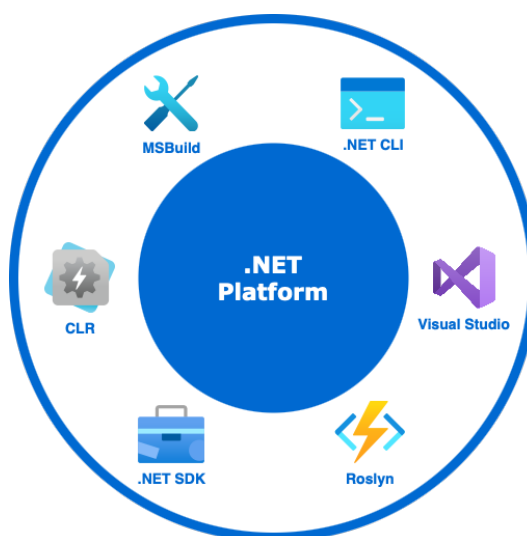 MSBuild
.NET CLI
.NET
Platform
CLR
Visual Studio
.NET SDK
Roslyn